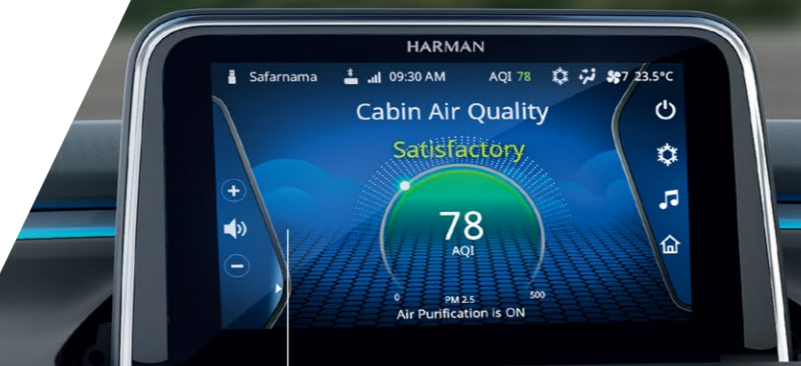 HARMAN
Safarnama 09:30 AM AQI 78 7 23.5°C
Cabin Air Quality
Satisfactory
78
AQI
0 PM 2.5 500
Air Purification is ON